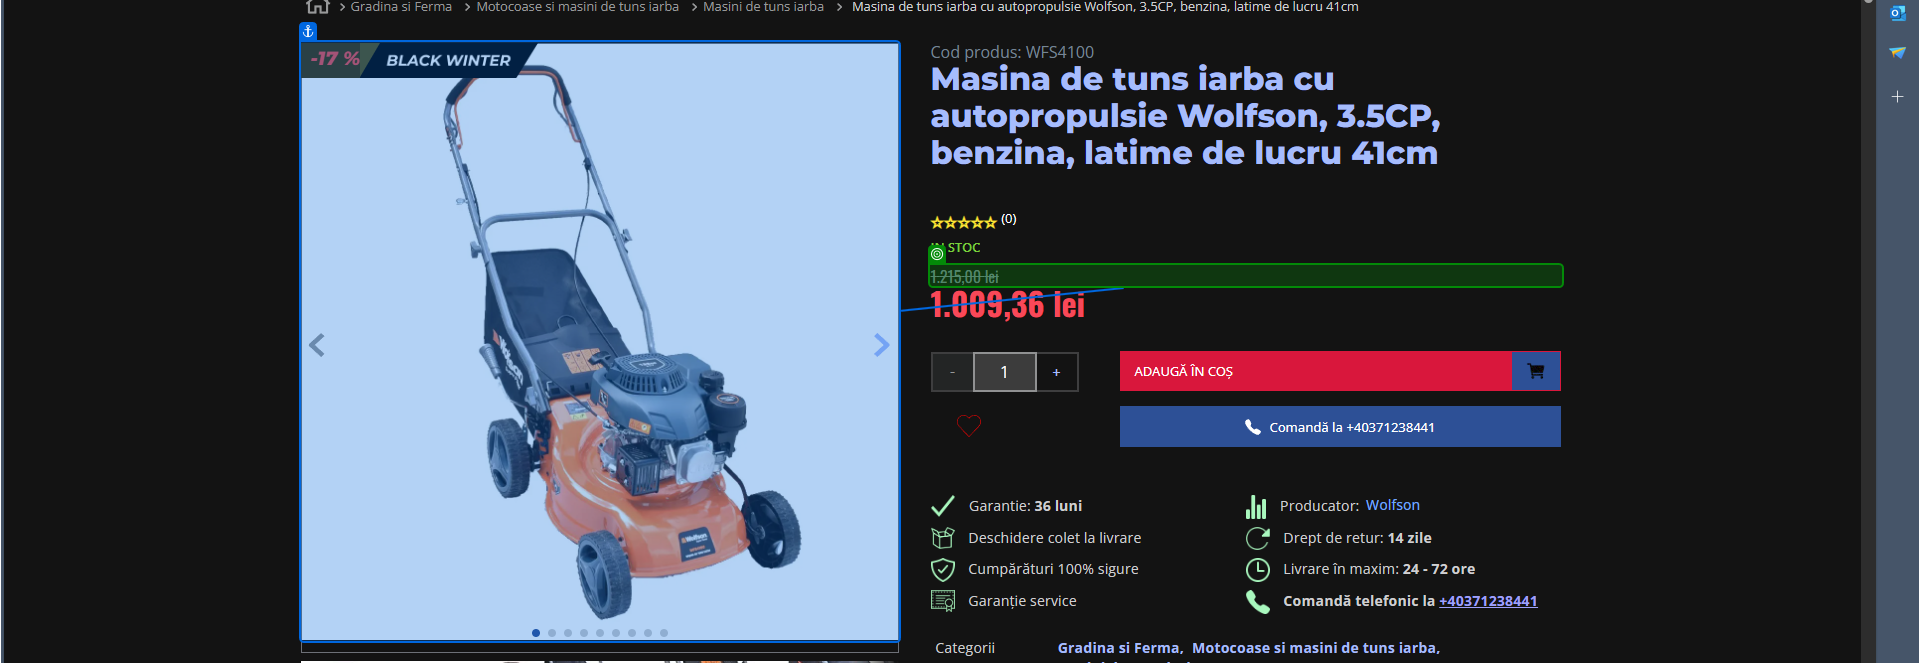 Gradina si Ferma > Motocoase si masini de tuns iarba > Masini de tuns iarba > Masina de tuns iarba cu autopropulsie Wolfson, 3.5CP, benzina, latime de lucru 41cm
-17 % BLACK WINTER
Cod produs: WFS4100
Masina de tuns iarba cu
autopropulsie Wolfson, 3.5CP,
benzina, latime de lucru 41cm
(0)
STOC
1.215,00 lei
1.009,36 lei
- 1 +
ADAUGĂ ÎN COȘ
Comandă la +40371238441
Garantie: 36 luni
Producator: Wolfson
Deschidere colet la livrare
Drept de retur: 14 zile
Cumpărături 100% sigure
Livrare în maxim: 24 - 72 ore
Garanție service
Comandă telefonic la +40371238441
Categorii
Gradina si Ferma, Motocoase si masini de tuns iarba,